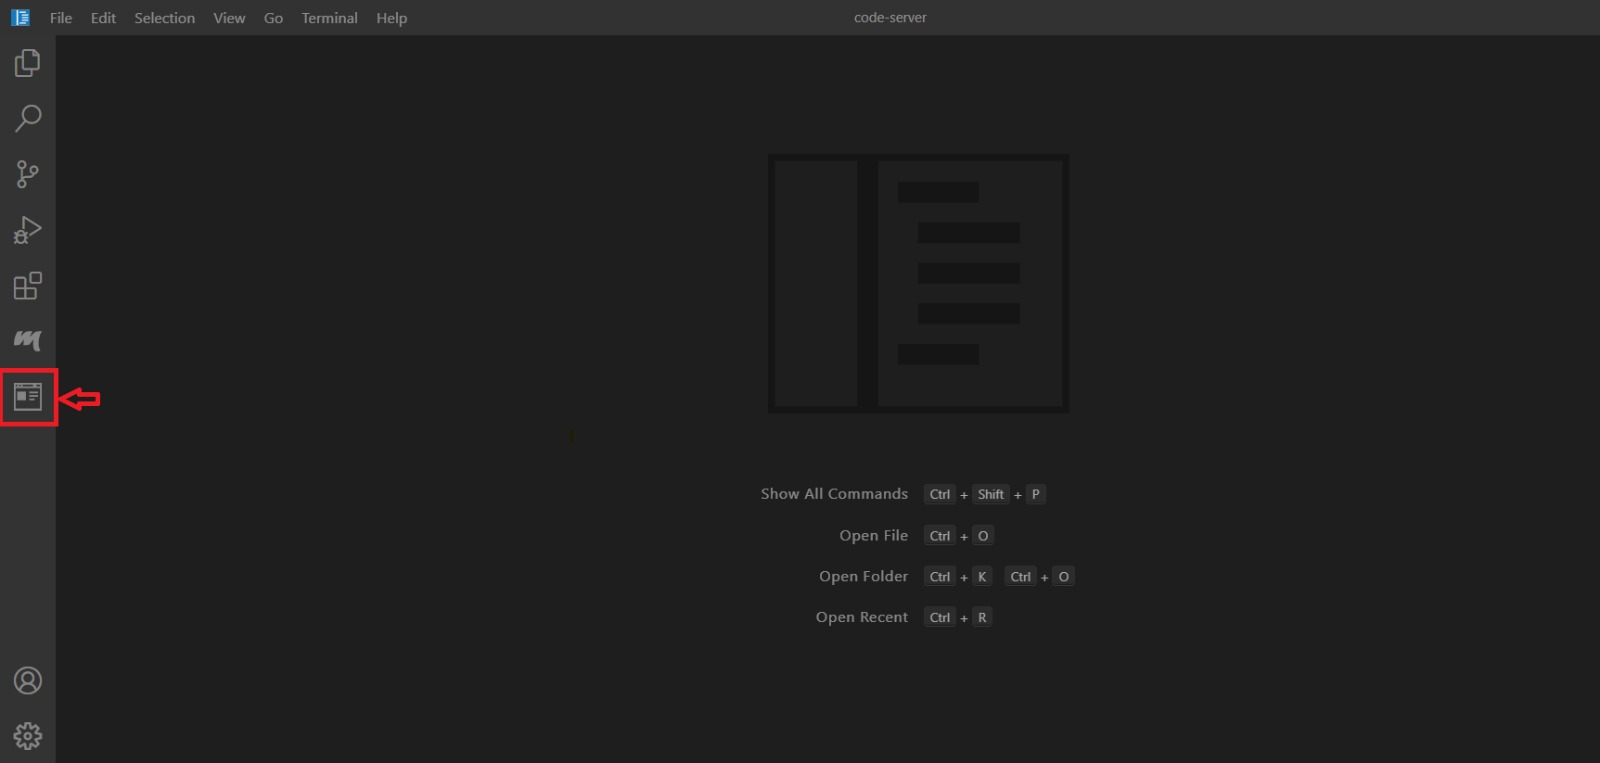 File Edit Selection View Go Terminal Help code-server
Show All Commands Ctrl + Shift + P
Open File Ctrl + O
Open Folder Ctrl + K Ctrl + O
Open Recent Ctrl + R